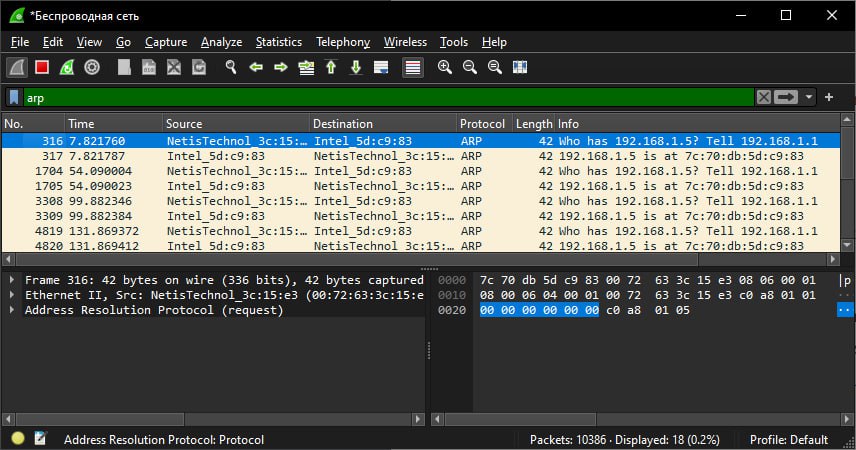 *Беспроводная сеть
File Edit View Go Capture Analyze Statistics Telephony Wireless Tools Help
arp
No. Time Source Destination Protocol Length Info
316 7.821760 NetisTechnol_3c:15:… Intel_5d:c9:83 ARP 42 Who has 192.168.1.5? Tell 192.168.1.1
317 7.821787 Intel_5d:c9:83 NetisTechnol_3c:15:… ARP 42 192.168.1.5 is at 7c:70:db:5d:c9:83
1704 54.090004 NetisTechnol_3c:15:… Intel_5d:c9:83 ARP 42 Who has 192.168.1.5? Tell 192.168.1.1
1705 54.090023 Intel_5d:c9:83 NetisTechnol_3c:15:… ARP 42 192.168.1.5 is at 7c:70:db:5d:c9:83
3308 99.882346 NetisTechnol_3c:15:… Intel_5d:c9:83 ARP 42 Who has 192.168.1.5? Tell 192.168.1.1
3309 99.882384 Intel_5d:c9:83 NetisTechnol_3c:15:… ARP 42 192.168.1.5 is at 7c:70:db:5d:c9:83
4819 131.869372 NetisTechnol_3c:15:… Intel_5d:c9:83 ARP 42 Who has 192.168.1.5? Tell 192.168.1.1
4820 131.869412 Intel_5d:c9:83 NetisTechnol_3c:15:… ARP 42 192.168.1.5 is at 7c:70:db:5d:c9:83
Frame 316: 42 bytes on wire (336 bits), 42 bytes captured
Ethernet II, Src: NetisTechnol_3c:15:e3 (00:72:63:3c:15:e
Address Resolution Protocol (request)
0000 7c 70 db 5d c9 83 00 72 63 3c 15 e3 08 06 00 01 |p
0010 08 00 06 04 00 01 00 72 63 3c 15 e3 c0 a8 01 01 ··
0020 00 00 00 00 00 00 c0 a8 01 05 ··
Address Resolution Protocol: Protocol
Packets: 10386 · Displayed: 18 (0.2%)
Profile: Default